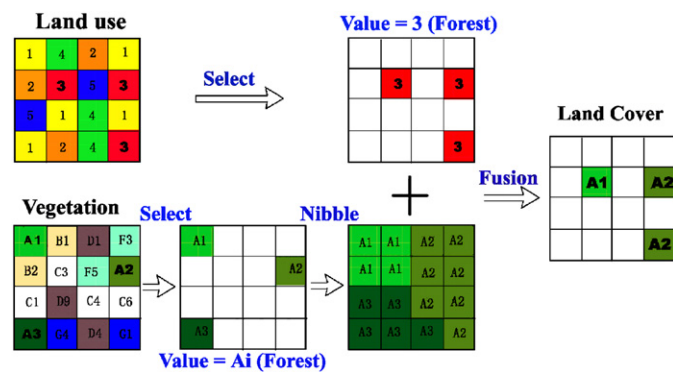 Land use
1 4 2 1
2 3 5 3
5 1 4 1
1 2 4 3
Select
Value = 3 (Forest)
3 3
3
Land Cover
A1 A2
A2
Fusion
Vegetation
A1 B1 D1 F3
B2 C3 F5 A2
C1 D9 C4 C6
A3 G4 D4 G1
Select
A1
A2
A3
Value = Ai (Forest)
Nibble
+
A1 A1 A2 A2
A1 A1 A2 A2
A3 A3 A2 A2
A3 A3 A3 A2